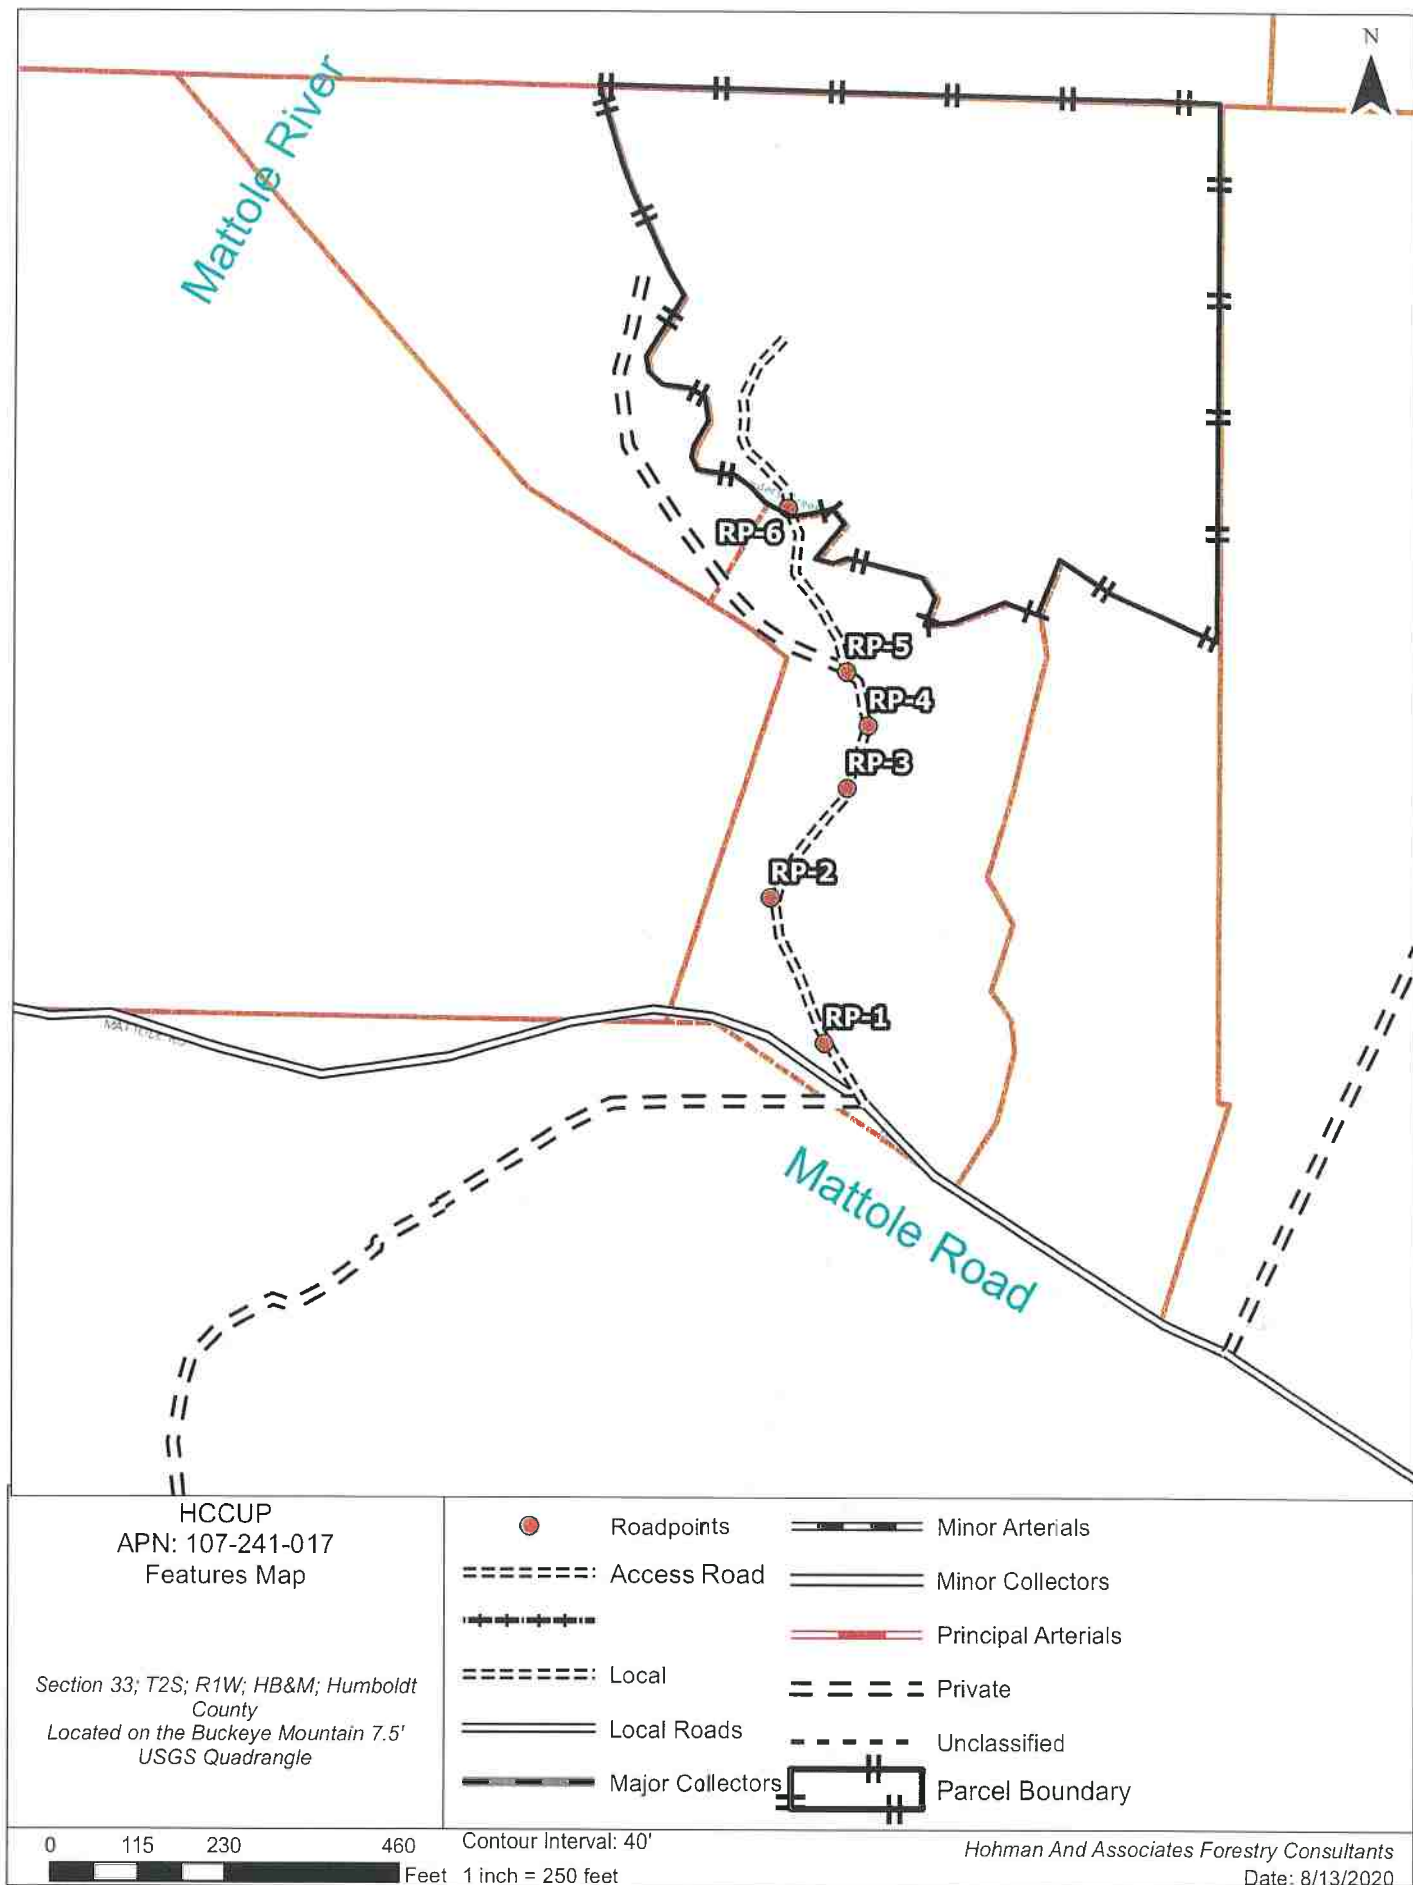 N
Mattole River
RP-6
RP-5
RP-4
RP-3
RP-2
RP-1
Mattole Road
HCCUP
APN: 107-241-017
Features Map
Section 33; T2S; R1W; HB&M; Humboldt
County
Located on the Buckeye Mountain 7.5'
USGS Quadrangle
Roadpoints
Access Road
Local
Local Roads
Major Collectors
Minor Arterials
Minor Collectors
Principal Arterials
Private
Unclassified
Parcel Boundary
0 115 230 460
Feet
Contour Interval: 40'
1 inch = 250 feet
Hohman And Associates Forestry Consultants
Date: 8/13/2020